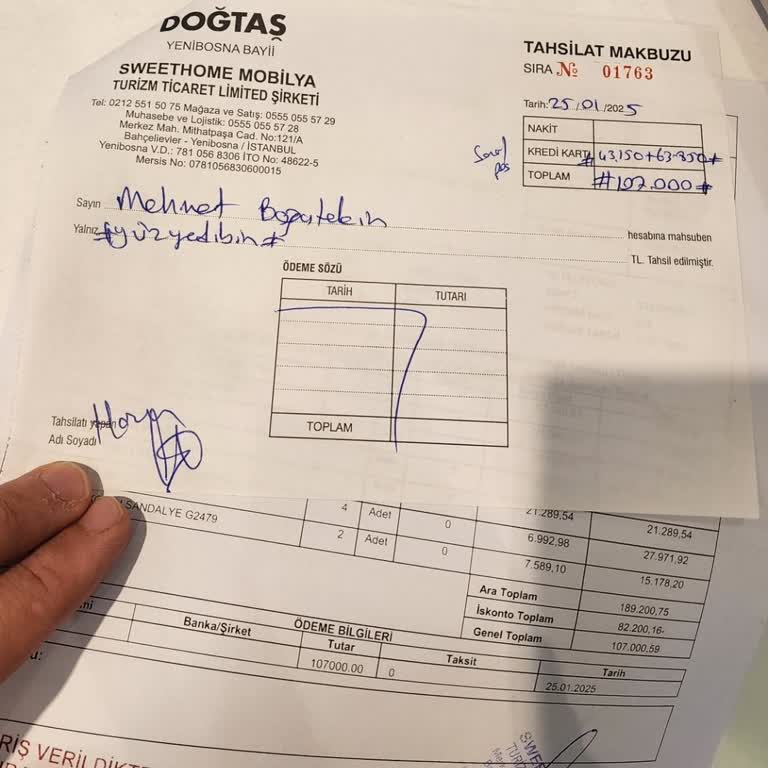 DOĞTAŞ
YENİBOSNA BAYİİ
SWEETHOME MOBİLYA
TURİZM TİCARET LİMİTED ŞİRKETİ
Tel: 0212 551 50 75 Mağaza ve Satış: 0555 055 57 29
Muhasebe ve Lojistik: 0555 055 57 28
Merkez Mah. Mithatpaşa Cad. No:121/A
Bahçelievler - Yenibosna / İSTANBUL
Yenibosna V.D.: 781 056 8306 İTO No: 48622-5
Mersis No: 0781056830600015
TAHSİLAT MAKBUZU
SIRA № 01763
Tarih: 25/01/2025
NAKİT
KREDİ KARTI #43.150+63.850#
TOPLAM #107.000#
pos
Sayın Mehmet
hesabına mahsuben
Yalnız #yüzyedibin#
TL. Tahsil edilmiştir.
ÖDEME SÖZÜ
TARİH TUTARI
TOPLAM
Tahsilatı yapan
Adı Soyadı
SANDALYE G2479
4 Adet 0 21.289,54 21.289,54
2 Adet 0 6.992,98 27.971,92
7.589,10 15.178,20
Ara Toplam 189.200,75
İskonto Toplam 82.200,16-
Genel Toplam 107.000,59
ÖDEME BİLGİLERİ
Banka/Şirket Tutar Taksit Tarih
107000.00 0 25.01.2025